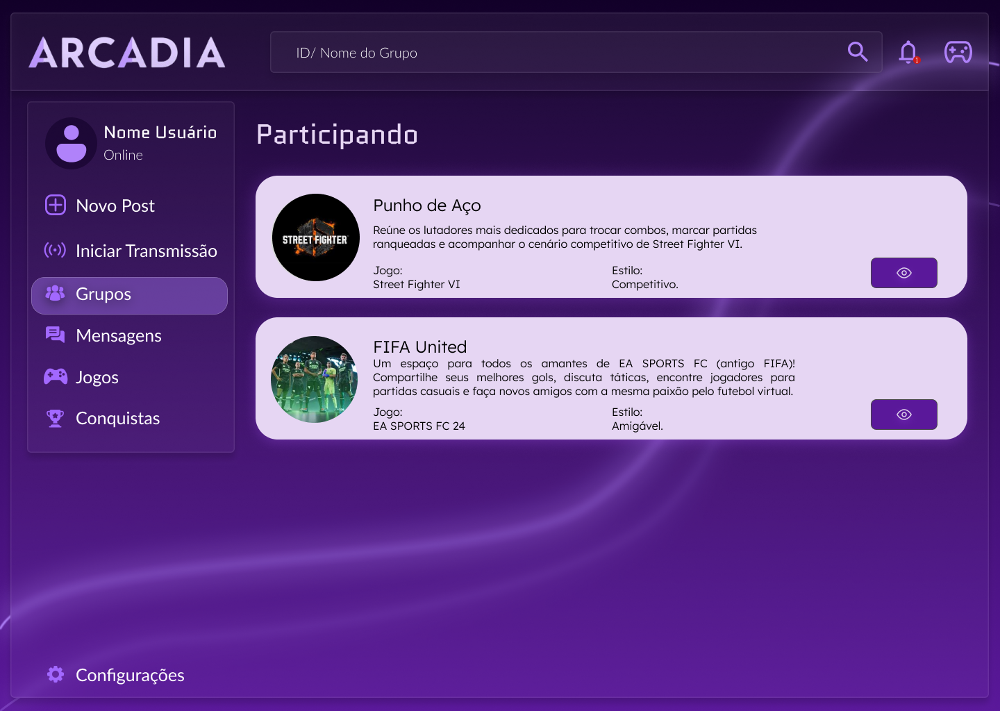 ARCADIA
ID/ Nome do Grupo
1
Nome Usuário
Online
Novo Post
Iniciar Transmissão
Grupos
Mensagens
Jogos
Conquistas
Configurações
Participando
STREET FIGHTER
Punho de Aço
Reúne os lutadores mais dedicados para trocar combos, marcar partidas
ranqueadas e acompanhar o cenário competitivo de Street Fighter VI.
Jogo:
Street Fighter VI
Estilo:
Competitivo.
FIFA United
Um espaço para todos os amantes de EA SPORTS FC (antigo FIFA)!
Compartilhe seus melhores gols, discuta táticas, encontre jogadores para
partidas casuais e faça novos amigos com a mesma paixão pelo futebol virtual.
Jogo:
EA SPORTS FC 24
Estilo:
Amigável.